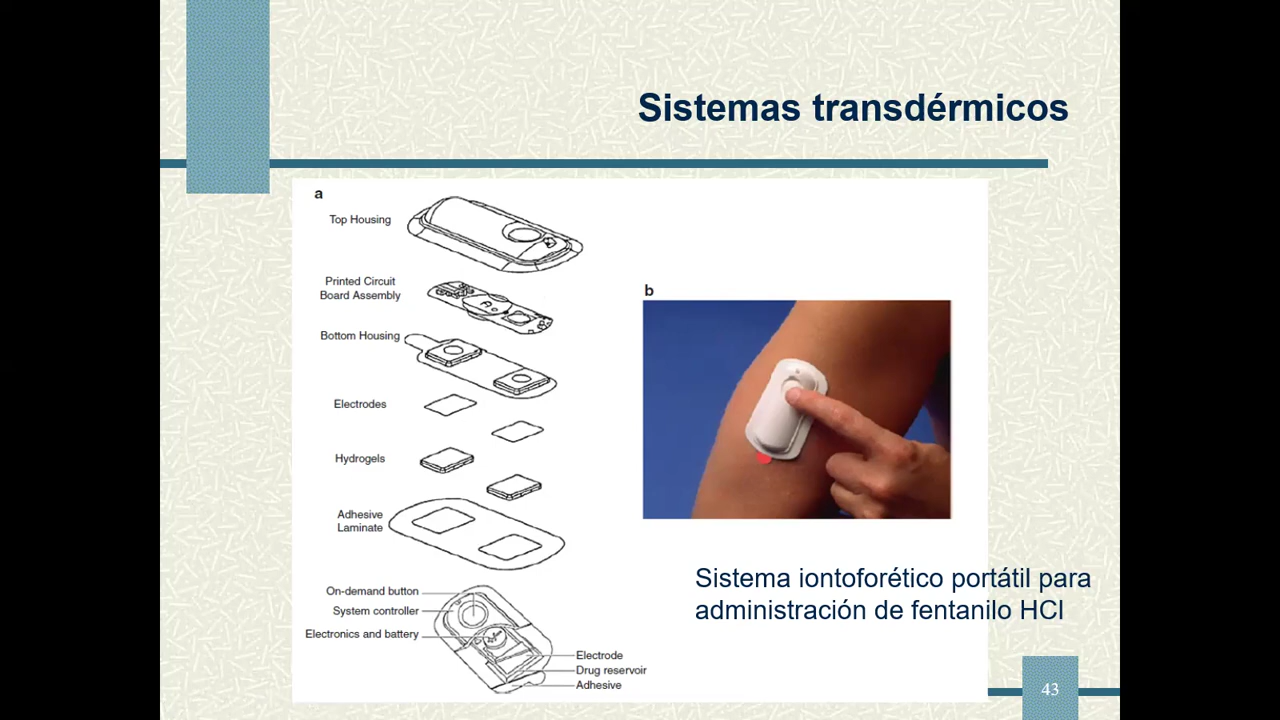 Sistemas transdérmicos
a
Top Housing
Printed Circuit
Board Assembly
Bottom Housing
Electrodes
Hydrogels
Adhesive
Laminate
On-demand button
System controller
Electronics and battery
Electrode
Drug reservoir
Adhesive
b
Sistema iontoforético portátil para
administración de fentanilo HCl
43